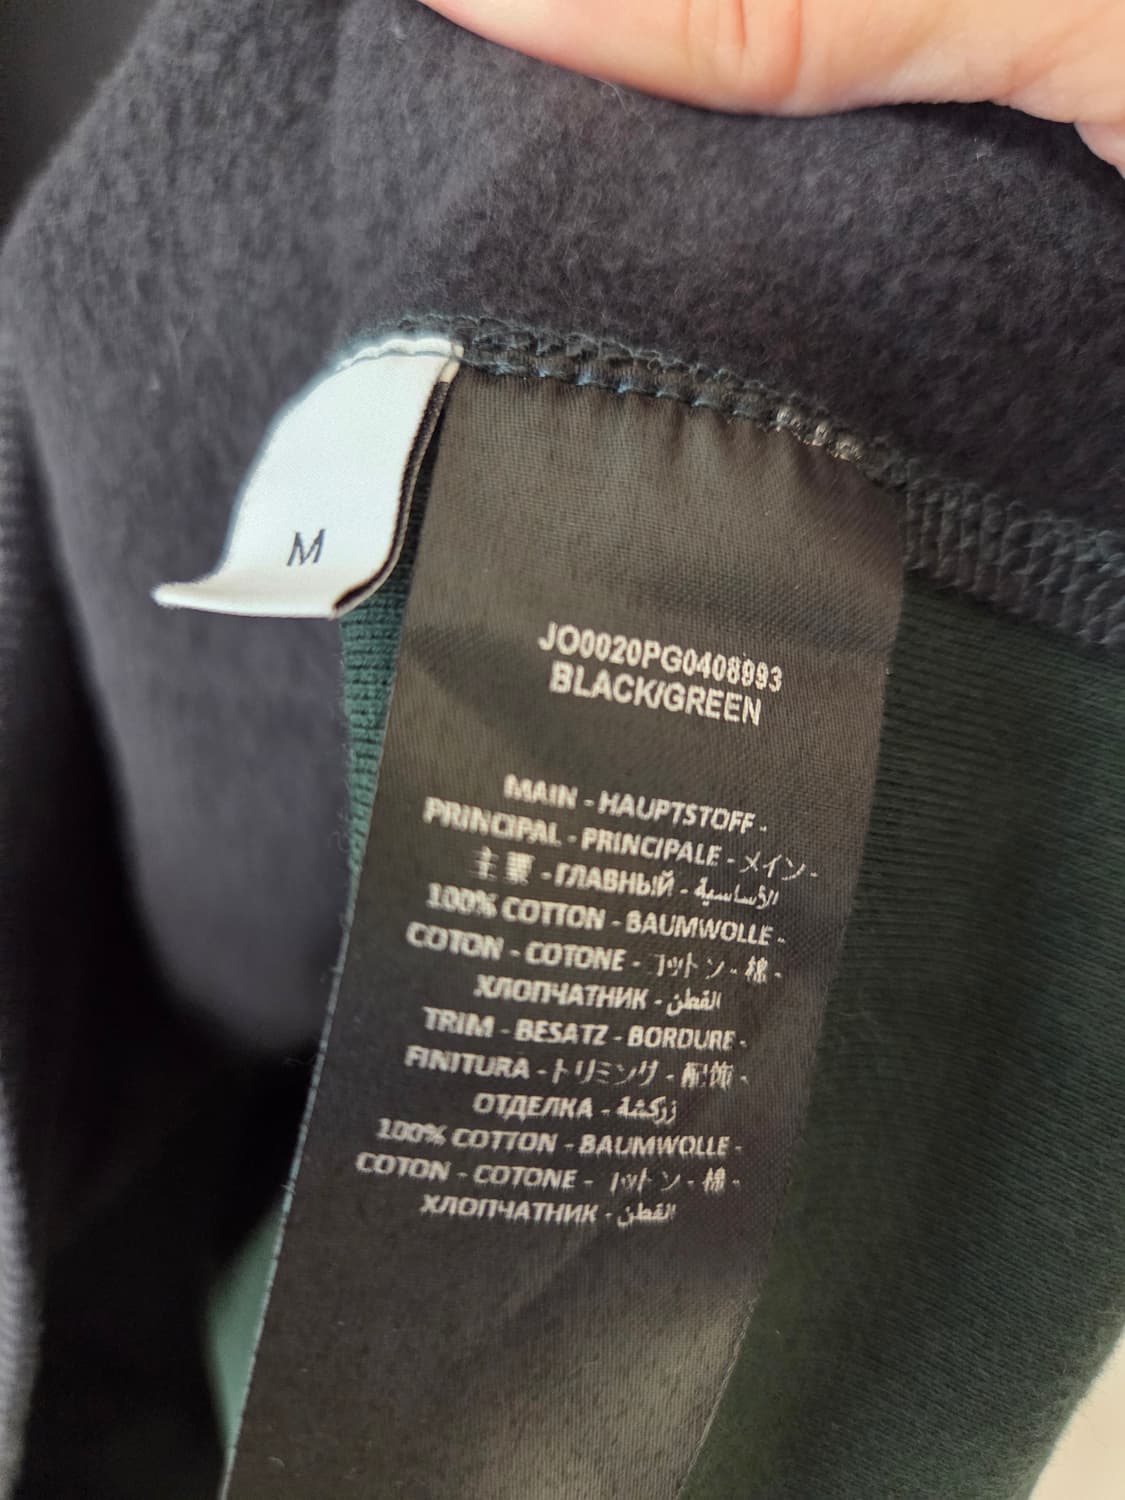 M
JO0020PG0408993
BLACK/GREEN
MAIN - HAUPTSTOFF -
PRINCIPAL - PRINCIPALE - メイン -
主要 - ГЛАВНЫЙ - الأساسية
100% COTTON - BAUMWOLLE -
COTON - COTONE - コットン - 棉 -
ХЛОПЧАТНИК - القطن
TRIM - BESATZ - BORDURE -
FINITURA - トリミング - 配饰 -
ОТДЕЛКА - زركشة
100% COTTON - BAUMWOLLE -
COTON - COTONE - コットン - 棉 -
ХЛОПЧАТНИК - القطن